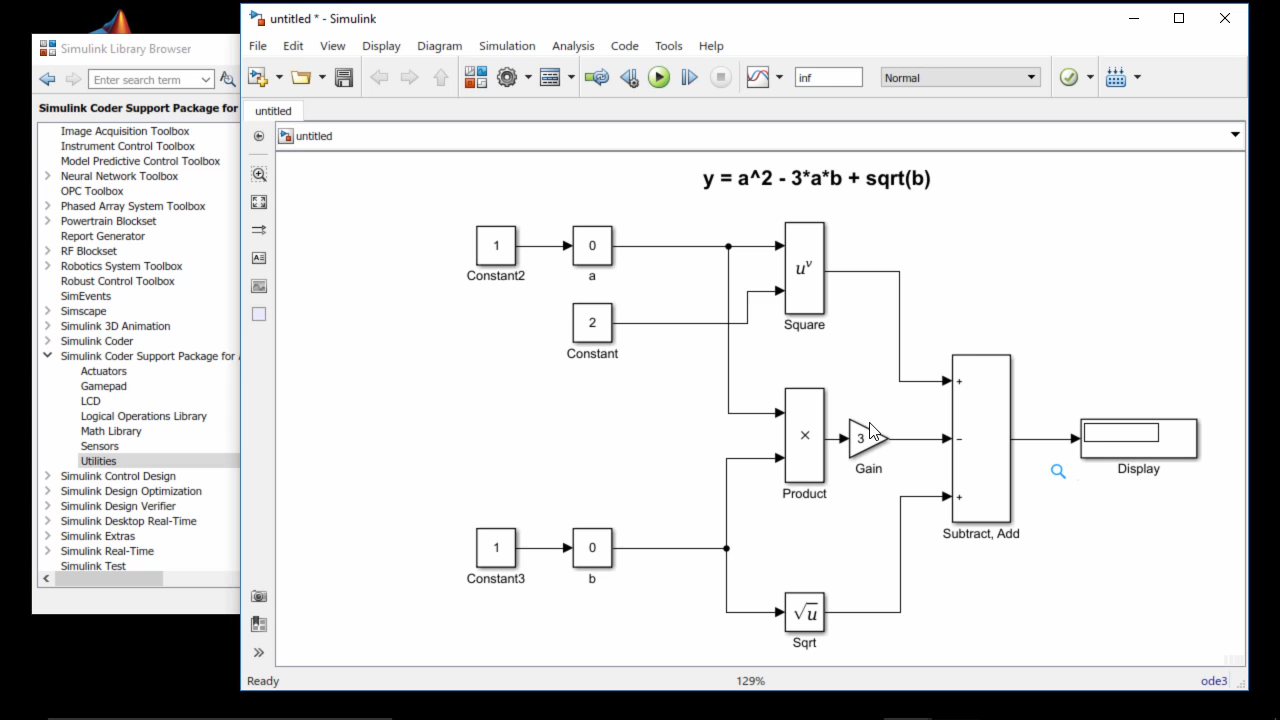 Simulink Library Browser
Enter search term
Simulink Coder Support Package for
Image Acquisition Toolbox
Instrument Control Toolbox
Model Predictive Control Toolbox
Neural Network Toolbox
OPC Toolbox
Phased Array System Toolbox
Powertrain Blockset
Report Generator
RF Blockset
Robotics System Toolbox
Robust Control Toolbox
SimEvents
Simscape
Simulink 3D Animation
Simulink Coder
Simulink Coder Support Package for
Actuators
Gamepad
LCD
Logical Operations Library
Math Library
Sensors
Utilities
Simulink Control Design
Simulink Design Optimization
Simulink Design Verifier
Simulink Desktop Real-Time
Simulink Extras
Simulink Real-Time
Simulink Test
untitled * - Simulink
File Edit View Display Diagram Simulation Analysis Code Tools Help
inf Normal
untitled
untitled
y = a^2 - 3*a*b + sqrt(b)
1 0 u^v
Constant2 a
2
Constant Square
+
× 3 −
Gain Display
Product
+
Subtract, Add
1 0
Constant3 b
√u
Sqrt
Ready 129% ode3